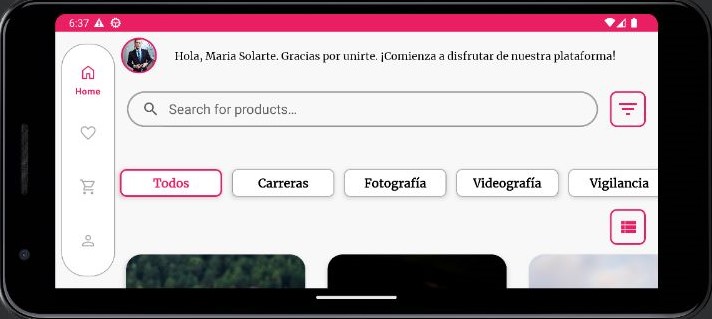 6:37
Hola, Maria Solarte. Gracias por unirte. ¡Comienza a disfrutar de nuestra plataforma!
Home
Search for products...
Todos
Carreras
Fotografía
Videografía
Vigilancia